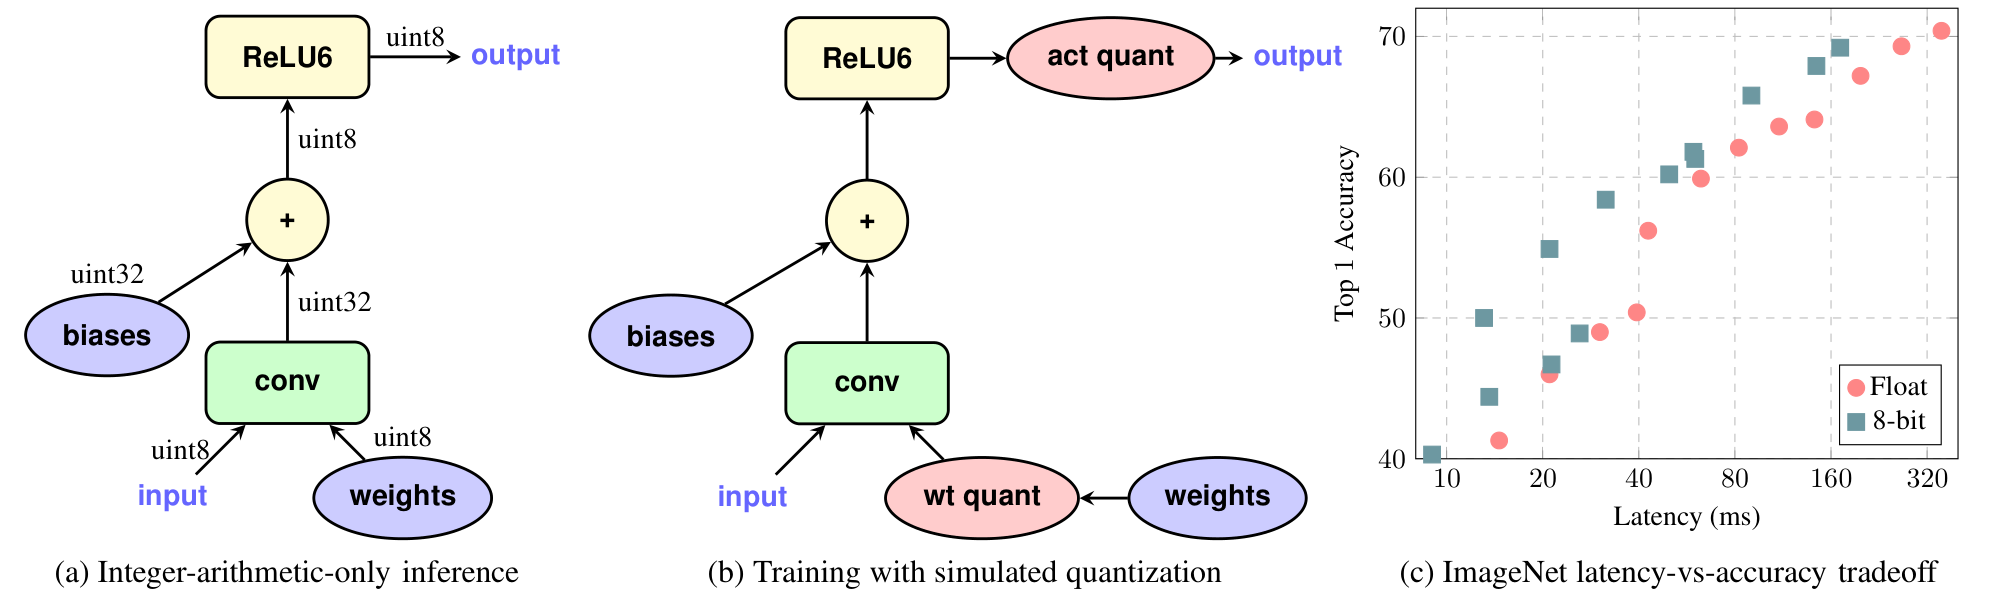 ReLU6
uint8
output
uint8
+
uint32
biases
uint32
conv
uint8
uint8
input
weights
(a) Integer-arithmetic-only inference
ReLU6
act quant
output
+
biases
conv
input
wt quant
weights
(b) Training with simulated quantization
70
60
50
40
Top 1 Accuracy
10 20 40 80 160 320
Latency (ms)
Float
8-bit
(c) ImageNet latency-vs-accuracy tradeoff